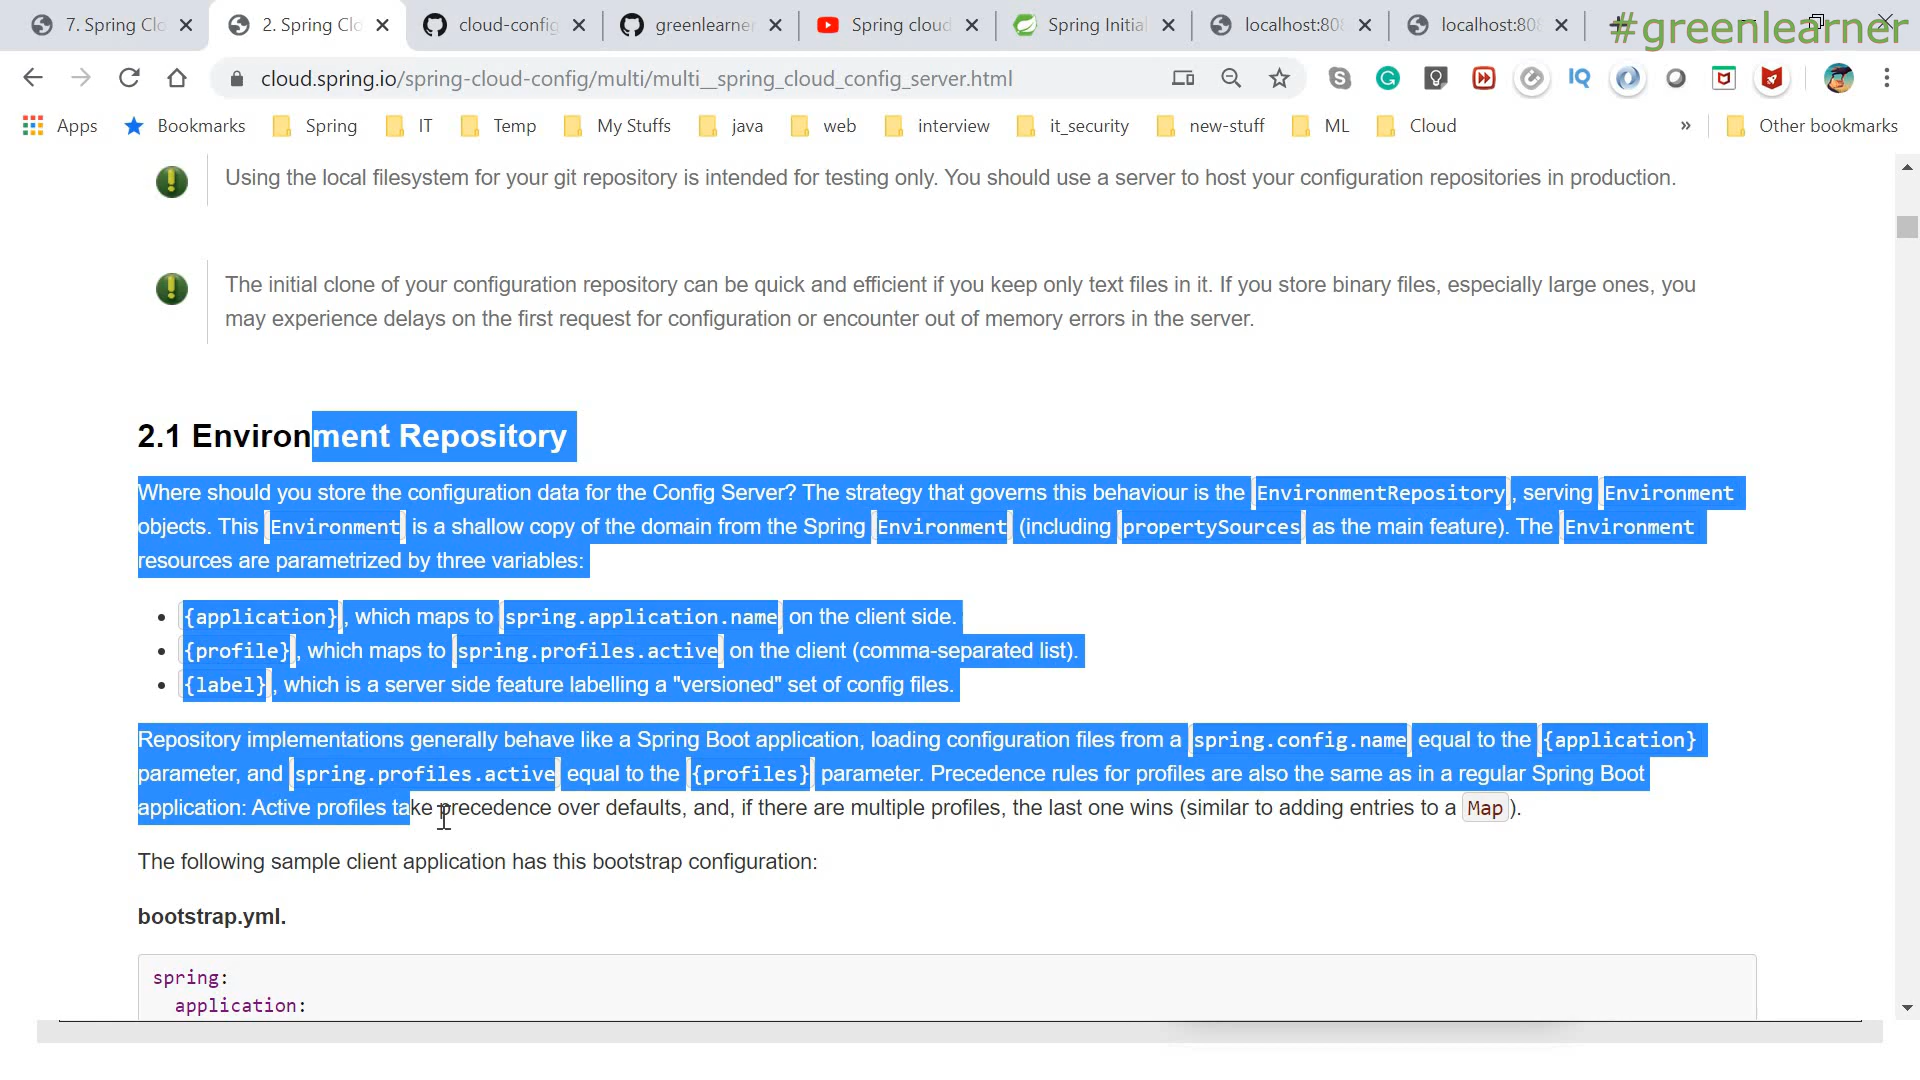 7. Spring Clo
2. Spring Clo
cloud-config
greenlearner
Spring cloud
Spring Initial
localhost:808
localhost:808
#greenlearner
cloud.spring.io/spring-cloud-config/multi/multi__spring_cloud_config_server.html
Apps
Bookmarks
Spring
IT
Temp
My Stuffs
java
web
interview
it_security
new-stuff
ML
Cloud
»
Other bookmarks
Using the local filesystem for your git repository is intended for testing only. You should use a server to host your configuration repositories in production.
The initial clone of your configuration repository can be quick and efficient if you keep only text files in it. If you store binary files, especially large ones, you
may experience delays on the first request for configuration or encounter out of memory errors in the server.
2.1 Environment Repository
Where should you store the configuration data for the Config Server? The strategy that governs this behaviour is the EnvironmentRepository, serving Environment
objects. This Environment is a shallow copy of the domain from the Spring Environment (including propertySources as the main feature). The Environment
resources are parametrized by three variables:
• {application}, which maps to spring.application.name on the client side.
• {profile}, which maps to spring.profiles.active on the client (comma-separated list).
• {label}, which is a server side feature labelling a "versioned" set of config files.
Repository implementations generally behave like a Spring Boot application, loading configuration files from a spring.config.name equal to the {application}
parameter, and spring.profiles.active equal to the {profiles} parameter. Precedence rules for profiles are also the same as in a regular Spring Boot
application: Active profiles take precedence over defaults, and, if there are multiple profiles, the last one wins (similar to adding entries to a Map).
The following sample client application has this bootstrap configuration:
bootstrap.yml.
spring:
application: